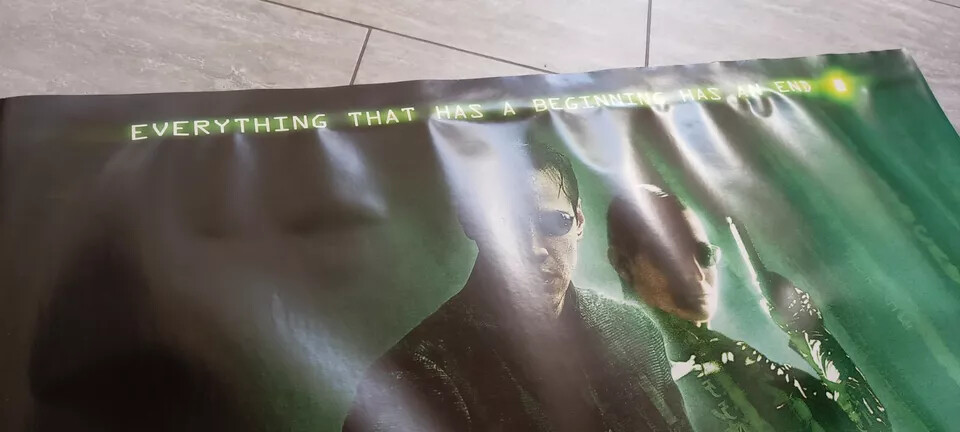 EVERYTHING THAT HAS A BEGINNING HAS AN END